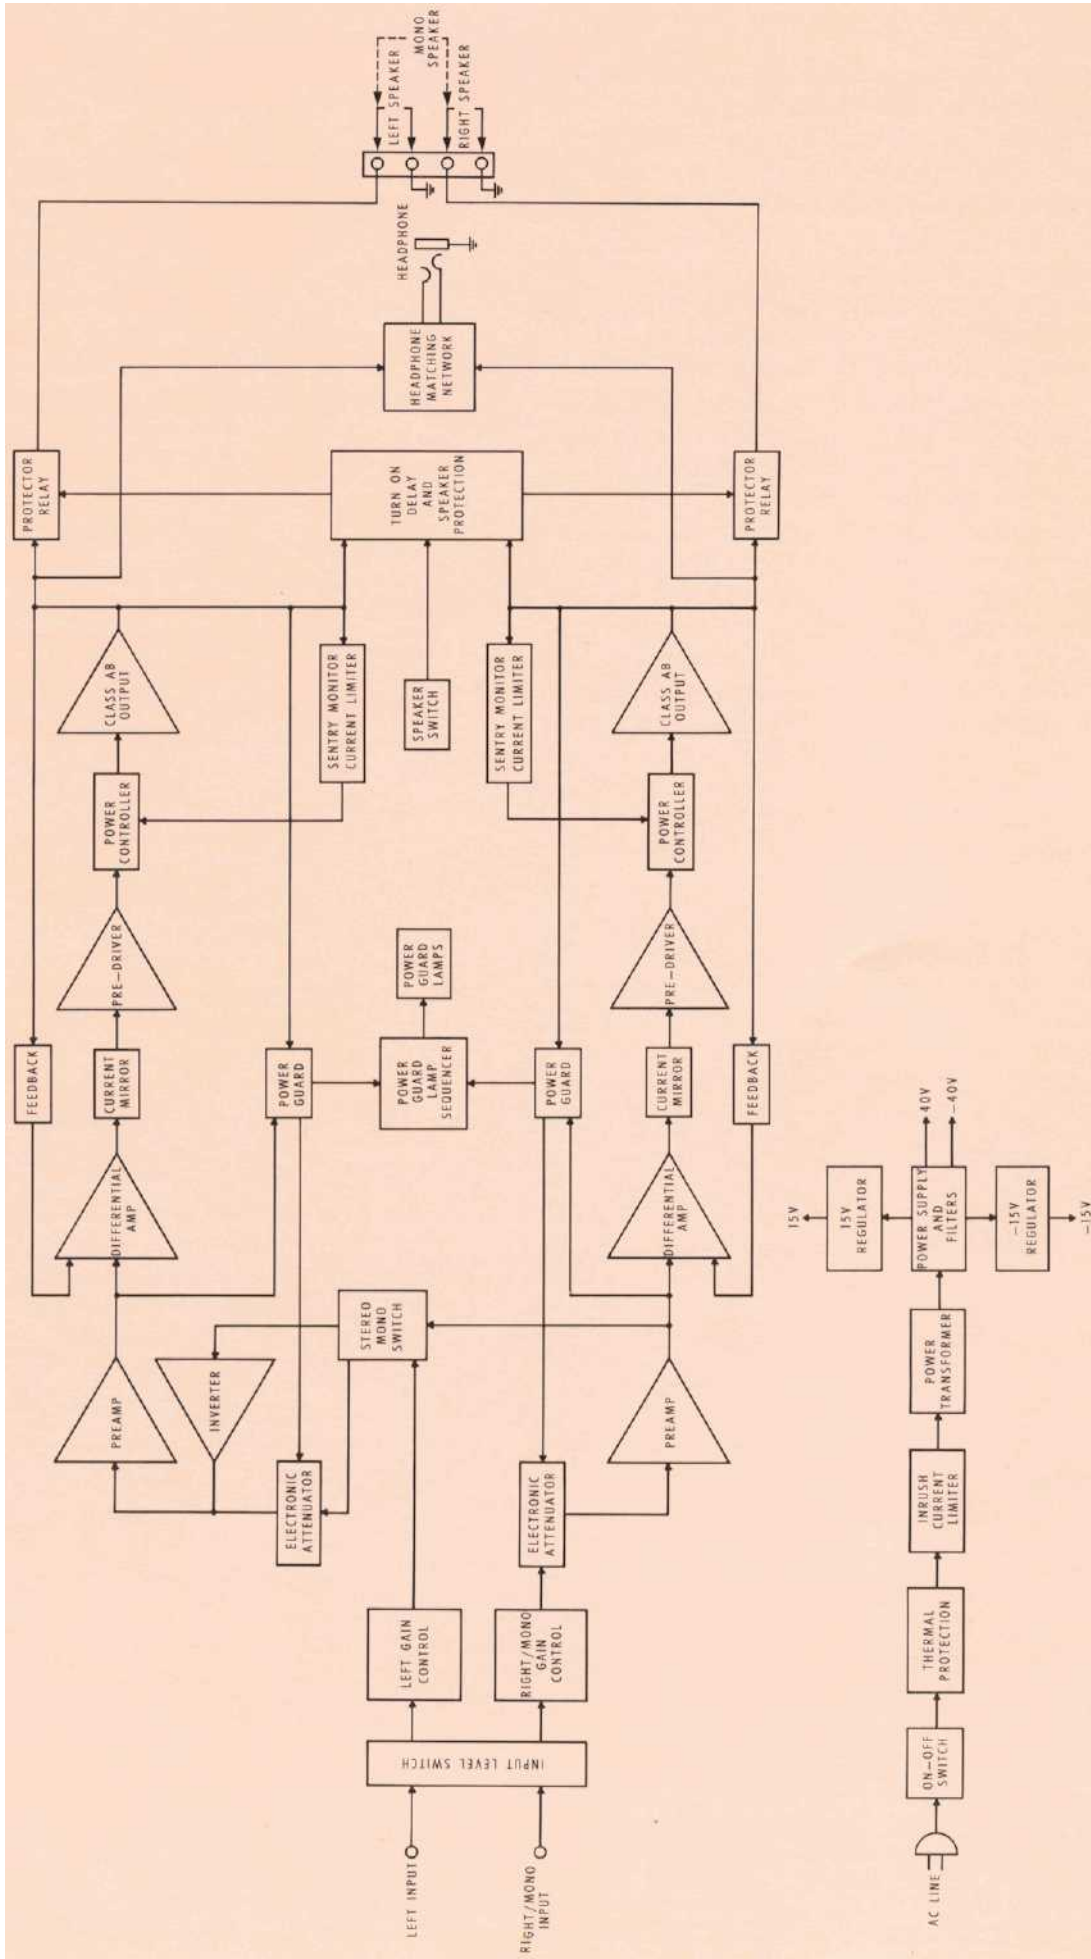 LEFT INPUT
RIGHT/MONO
INPUT
INPUT LEVEL SWITCH
LEFT GAIN
CONTROL
RIGHT/MONO
GAIN
CONTROL
ELECTRONIC
ATTENUATOR
ELECTRONIC
ATTENUATOR
PREAMP
INVERTER
STEREO
MONO
SWITCH
PREAMP
DIFFERENTIAL
AMP
DIFFERENTIAL
AMP
FEEDBACK
CURRENT
MIRROR
POWER
GUARD
POWER
GUARD
LAMP
SEQUENCER
POWER
GUARD
LAMPS
POWER
GUARD
CURRENT
MIRROR
FEEDBACK
PRE-DRIVER
PRE-DRIVER
POWER
CONTROLLER
POWER
CONTROLLER
SENTRY MONITOR
CURRENT LIMITER
SPEAKER
SWITCH
SENTRY MONITOR
CURRENT LIMITER
CLASS AB
OUTPUT
CLASS AB
OUTPUT
PROTECTOR
RELAY
TURN ON
DELAY
AND
SPEAKER
PROTECTION
PROTECTOR
RELAY
HEADPHONE
MATCHING
NETWORK
HEADPHONE
LEFT SPEAKER
MONO
SPEAKER
RIGHT SPEAKER
AC LINE
ON-OFF
SWITCH
THERMAL
PROTECTION
INRUSH
CURRENT
LIMITER
POWER
TRANSFORMER
15V
15V
REGULATOR
POWER SUPPLY
AND
FILTERS
40V
-40V
-15V
REGULATOR
-15V